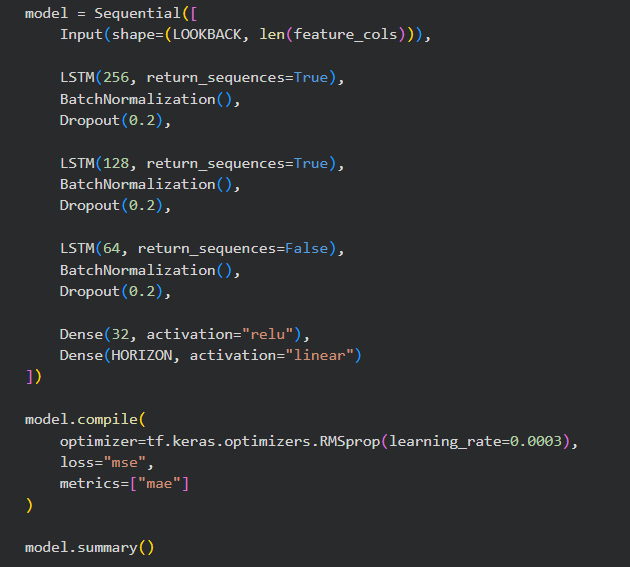 model = Sequential([
    Input(shape=(LOOKBACK, len(feature_cols))),
    LSTM(256, return_sequences=True),
    BatchNormalization(),
    Dropout(0.2),
    LSTM(128, return_sequences=True),
    BatchNormalization(),
    Dropout(0.2),
    LSTM(64, return_sequences=False),
    BatchNormalization(),
    Dropout(0.2),
    Dense(32, activation="relu"),
    Dense(HORIZON, activation="linear")
])
model.compile(
    optimizer=tf.keras.optimizers.RMSprop(learning_rate=0.0003),
    loss="mse",
    metrics=["mae"]
)
model.summary()